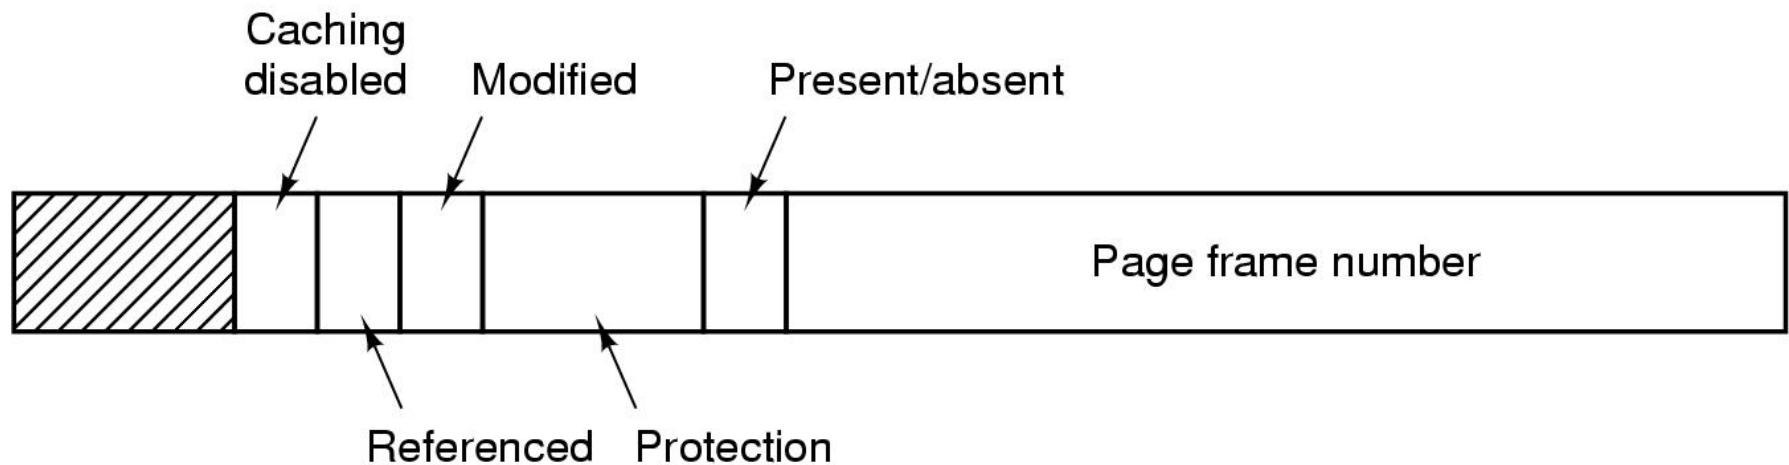 Caching
disabled
Modified
Present/absent
Page frame number
Referenced
Protection